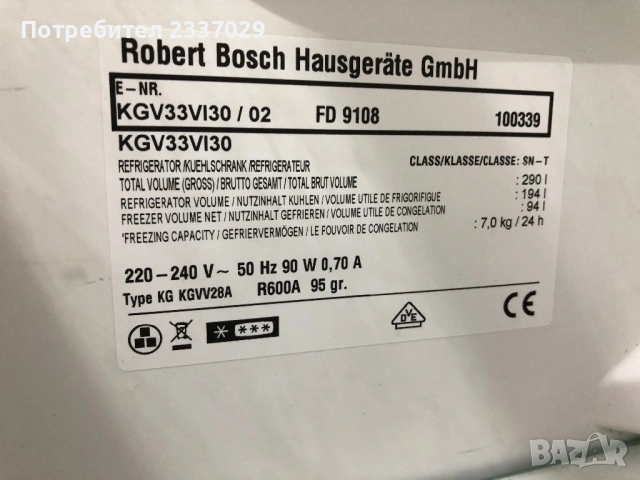 Потребител 2337029
Robert Bosch Hausgeräte GmbH
E-NR.
KGV33VI30 / 02 FD 9108 100339
KGV33VI30
REFRIGERATOR /KUEHLSCHRANK /REFRIGERATEUR CLASS/KLASSE/CLASSE: SN-T
TOTAL VOLUME (GROSS) / BRUTTO GESAMT / TOTAL BRUT VOLUME : 290 l
REFRIGERATOR VOLUME / NUTZINHALT KUHLEN / VOLUME UTILE DE FRIGORIFIGUE : 194 l
FREEZER VOLUME NET / NUTZINHALT GEFRIEREN / VOLUME UTILE DE CONGELATION : 94 l
*FREEZING CAPACITY / GEFRIERVERMÖGEN / LE POUVOIR DE CONGELATION : 7,0 kg / 24 h
220-240 V~ 50 Hz 90 W 0,70 A
Type KG KGVV28A R600A 95 gr.
* ***
DVE
CE
BAZAR
bg